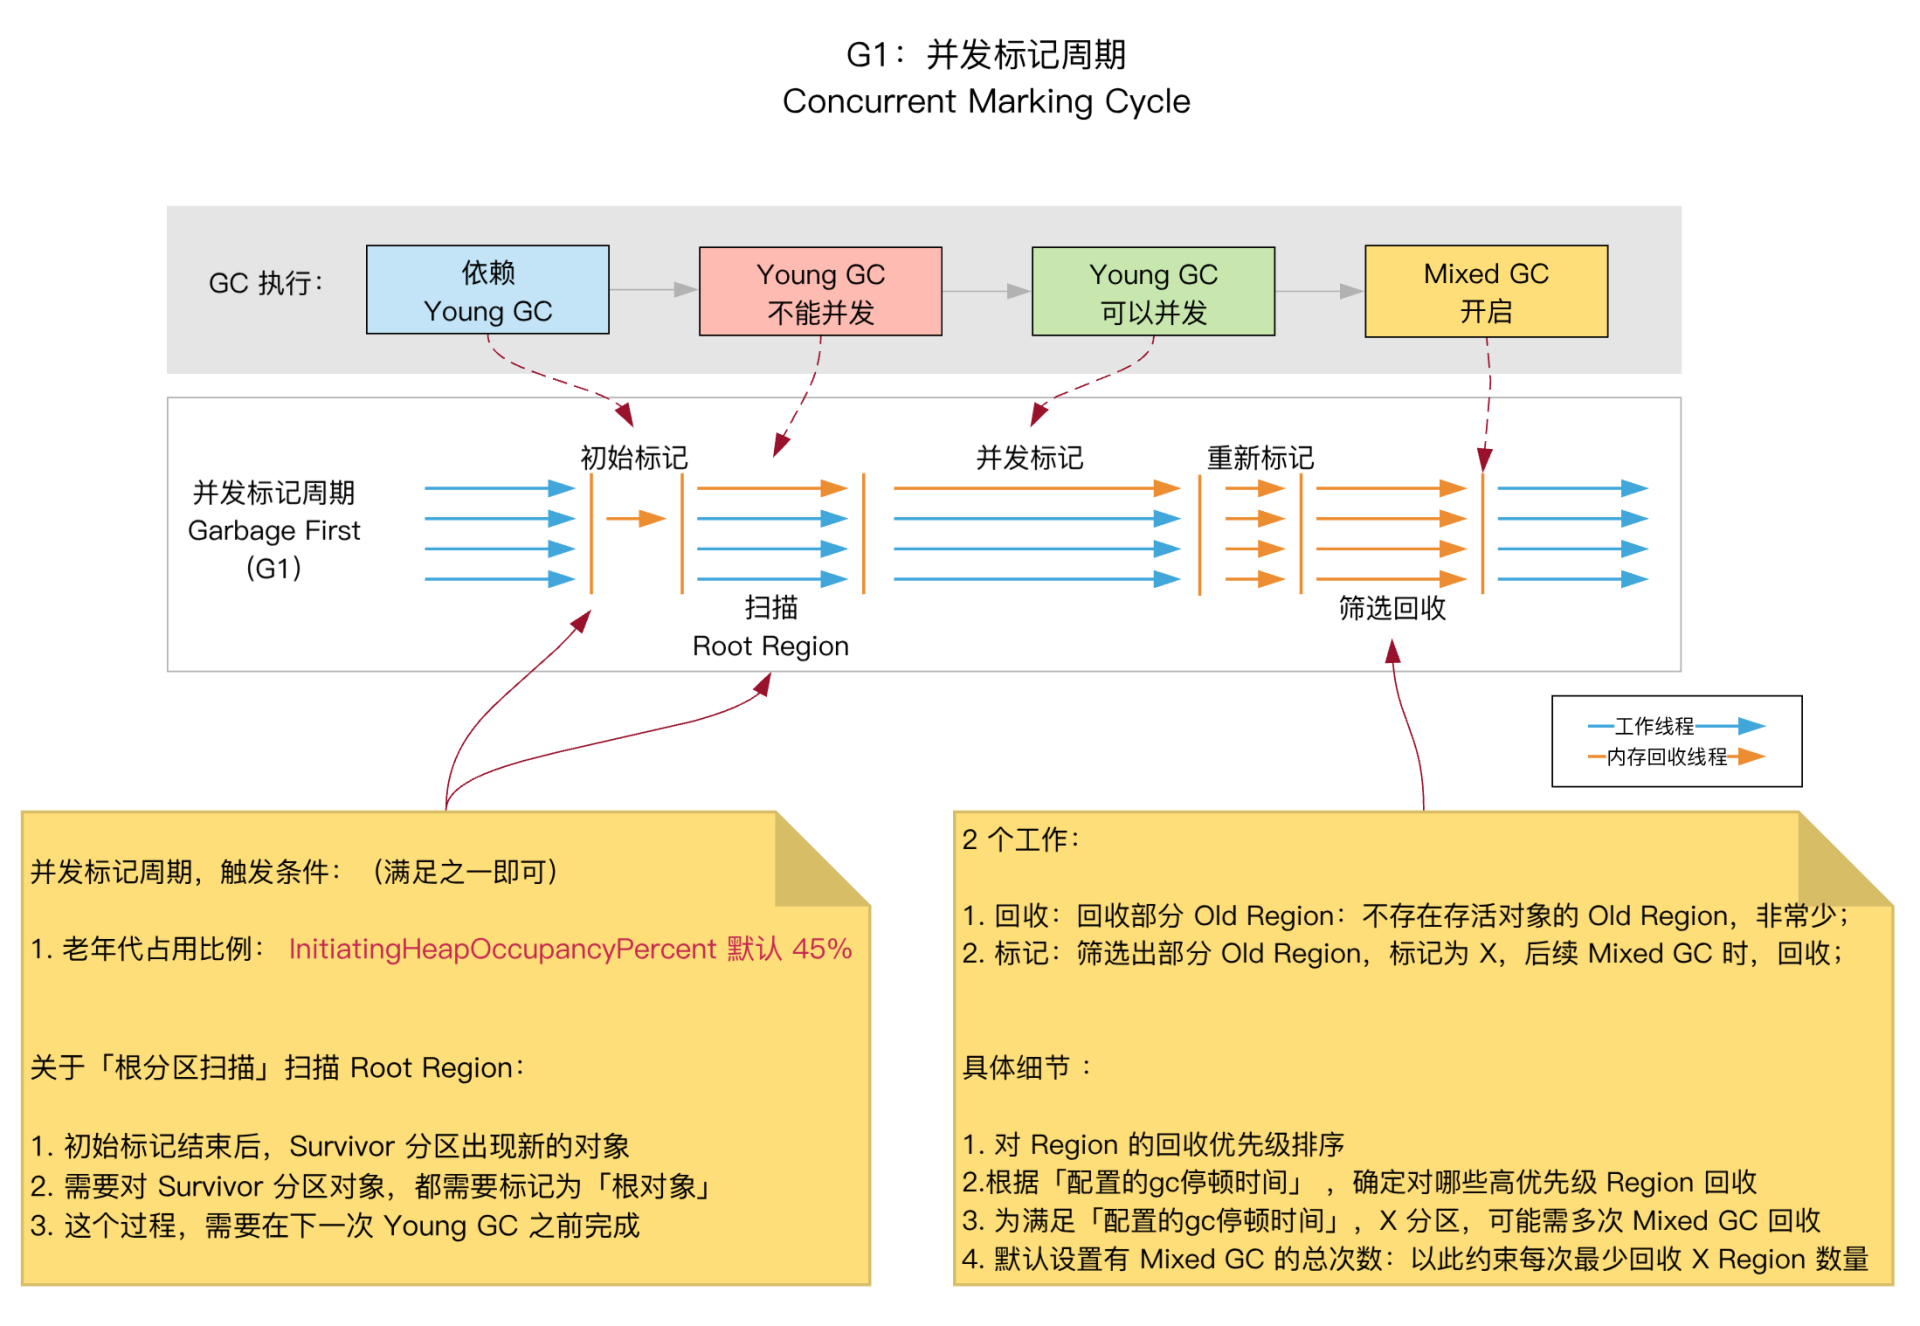 G1：并发标记周期
Concurrent Marking Cycle
GC 执行：
依赖
Young GC
Young GC
不能并发
Young GC
可以并发
Mixed GC
开启
并发标记周期
Garbage First
（G1）
初始标记
扫描
Root Region
并发标记
重新标记
筛选回收
工作线程
内存回收线程
并发标记周期，触发条件：（满足之一即可）
1. 老年代占用比例： InitiatingHeapOccupancyPercent 默认 45%
关于「根分区扫描」扫描 Root Region：
1. 初始标记结束后，Survivor 分区出现新的对象
2. 需要对 Survivor 分区对象，都需要标记为「根对象」
3. 这个过程，需要在下一次 Young GC 之前完成
2 个工作：
1. 回收：回收部分 Old Region：不存在存活对象的 Old Region，非常少；
2. 标记：筛选出部分 Old Region，标记为 X，后续 Mixed GC 时，回收；
具体细节 ：
1. 对 Region 的回收优先级排序
2.根据「配置的gc停顿时间」 ，确定对哪些高优先级 Region 回收
3. 为满足「配置的gc停顿时间」，X 分区，可能需多次 Mixed GC 回收
4. 默认设置有 Mixed GC 的总次数：以此约束每次最少回收 X Region 数量